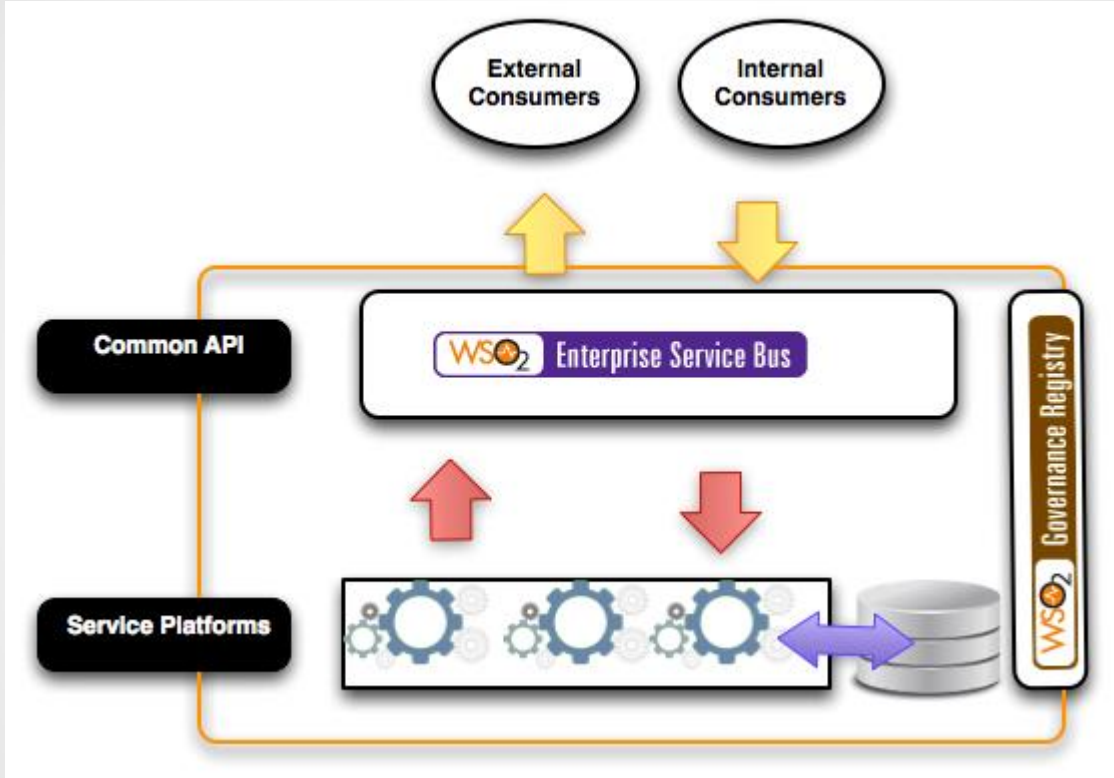 External
Consumers
Internal
Consumers
Common API
WSO2 Enterprise Service Bus
WSO2 Governance Registry
Service Platforms